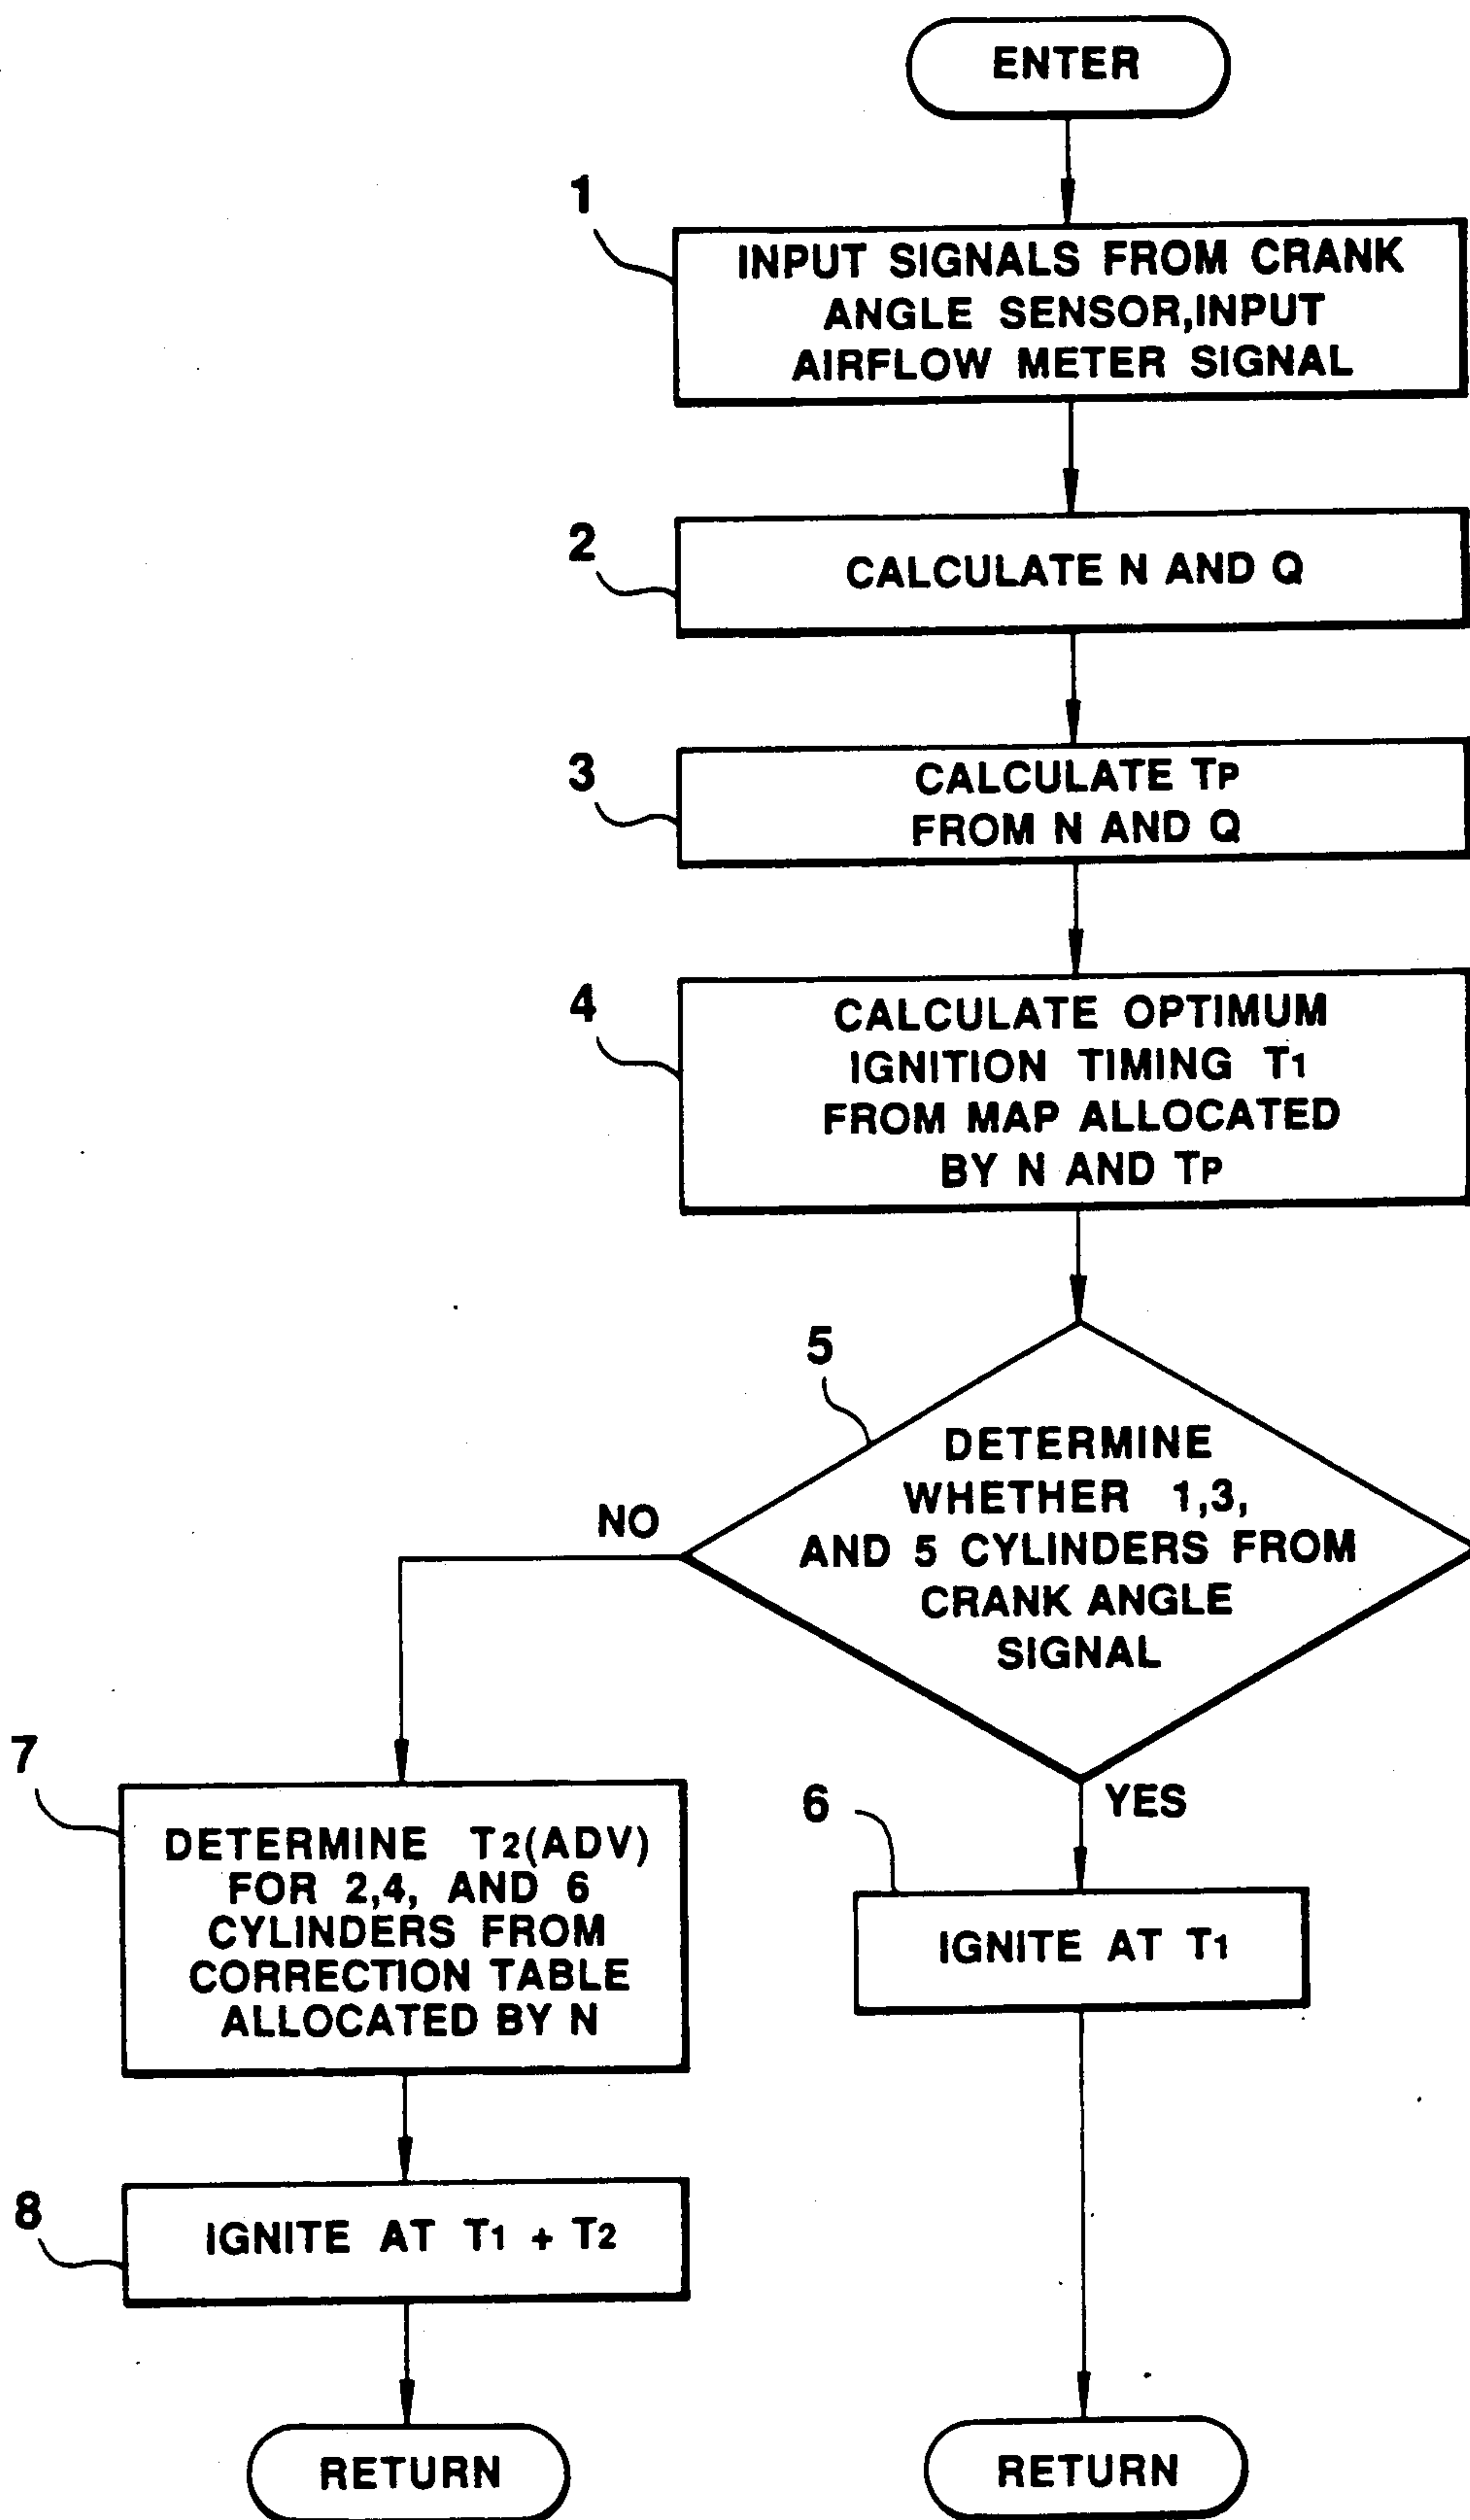 ENTER
1
INPUT SIGNALS FROM CRANK
ANGLE SENSOR,INPUT
AIRFLOW METER SIGNAL
2
CALCULATE N AND Q
3
CALCULATE TP
FROM N AND Q
4
CALCULATE OPTIMUM
IGNITION TIMING T1
FROM MAP ALLOCATED
BY N AND TP
5
DETERMINE
WHETHER 1,3,
AND 5 CYLINDERS FROM
CRANK ANGLE
SIGNAL
NO
YES
6
IGNITE AT T1
RETURN
7
DETERMINE T2(ADV)
FOR 2,4, AND 6
CYLINDERS FROM
CORRECTION TABLE
ALLOCATED BY N
8
IGNITE AT T1 + T2
RETURN